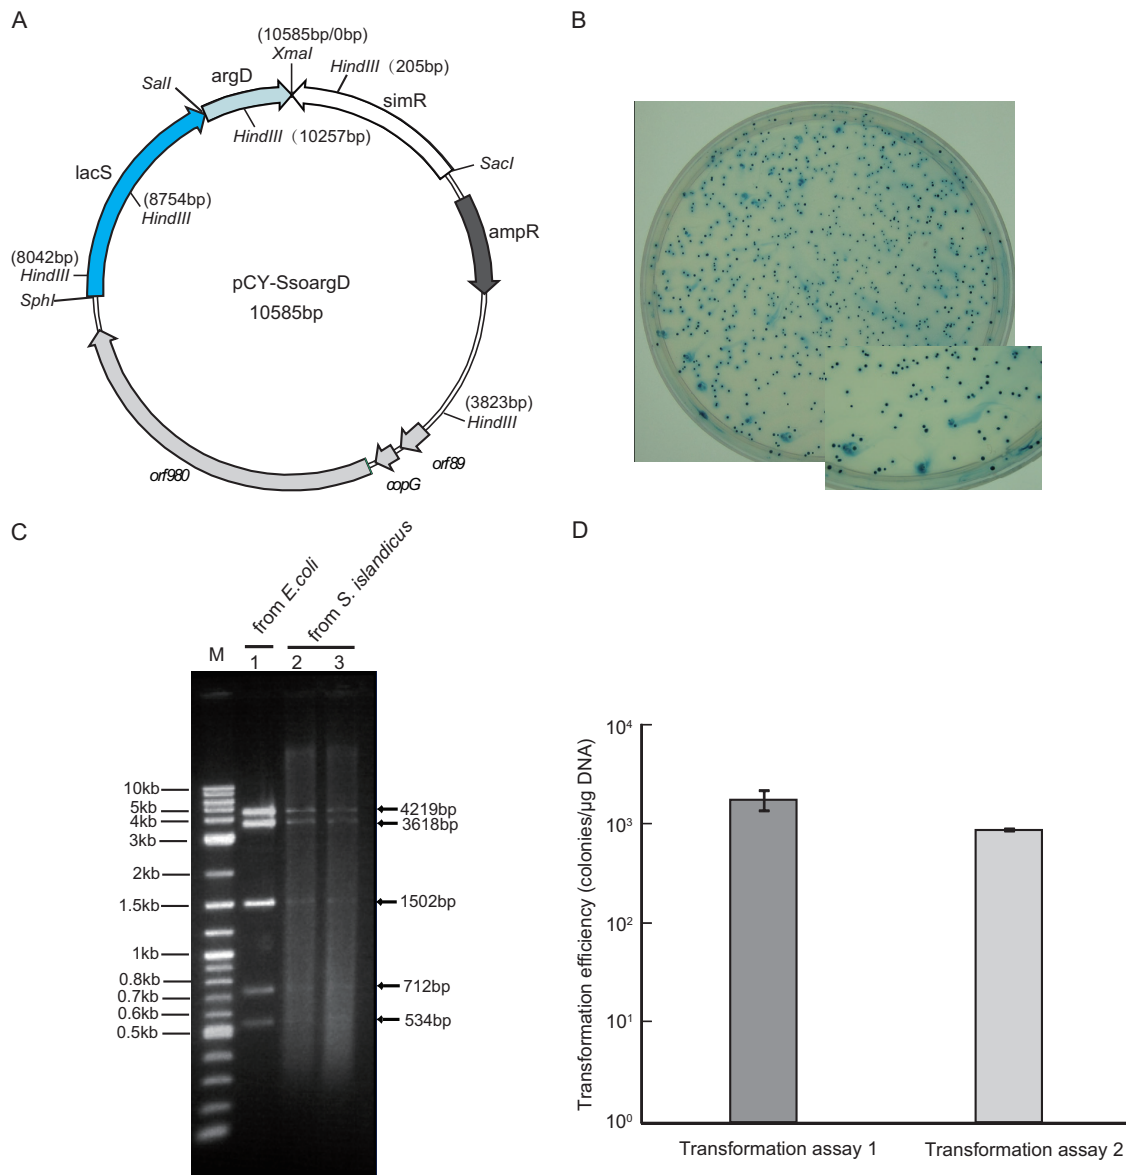 A
(10585bp/0bp)
XmaI
HindIII (205bp)
simR
SalI
argD
HindIII (10257bp)
SacI
lacS
(8754bp)
HindIII
ampR
(8042bp)
HindIII
SphI
pCY-SsoargD
10585bp
(3823bp)
HindIII
orf89
copG
orf980
B
C
from E.coli
from S. islandicus
M
1
2
3
10kb
5kb
4kb
3kb
2kb
1.5kb
1kb
0.8kb
0.7kb
0.6kb
0.5kb
4219bp
3618bp
1502bp
712bp
534bp
D
Transformation efficiency (colonies/µg DNA)
10⁴
10³
10²
10¹
10⁰
Transformation assay 1
Transformation assay 2